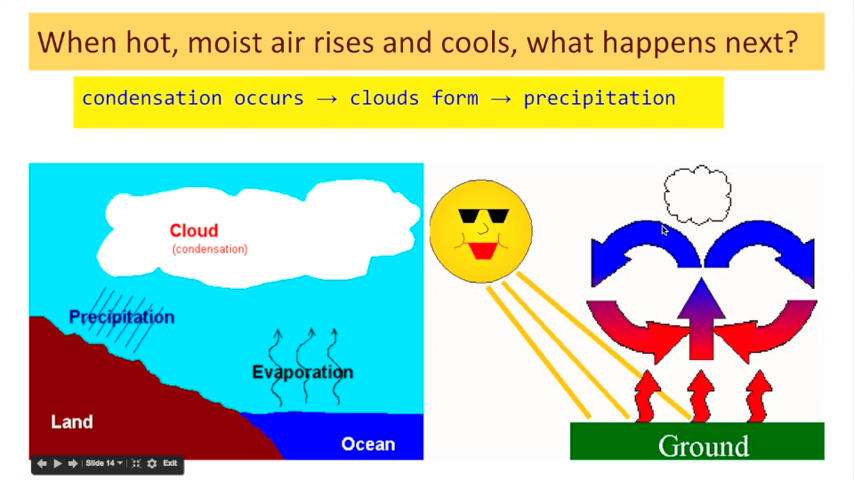 When hot, moist air rises and cools, what happens next?
condensation occurs → clouds form → precipitation
Cloud
(condensation)
Precipitation
Evaporation
Land
Ocean
Ground
Slide 14
Exit